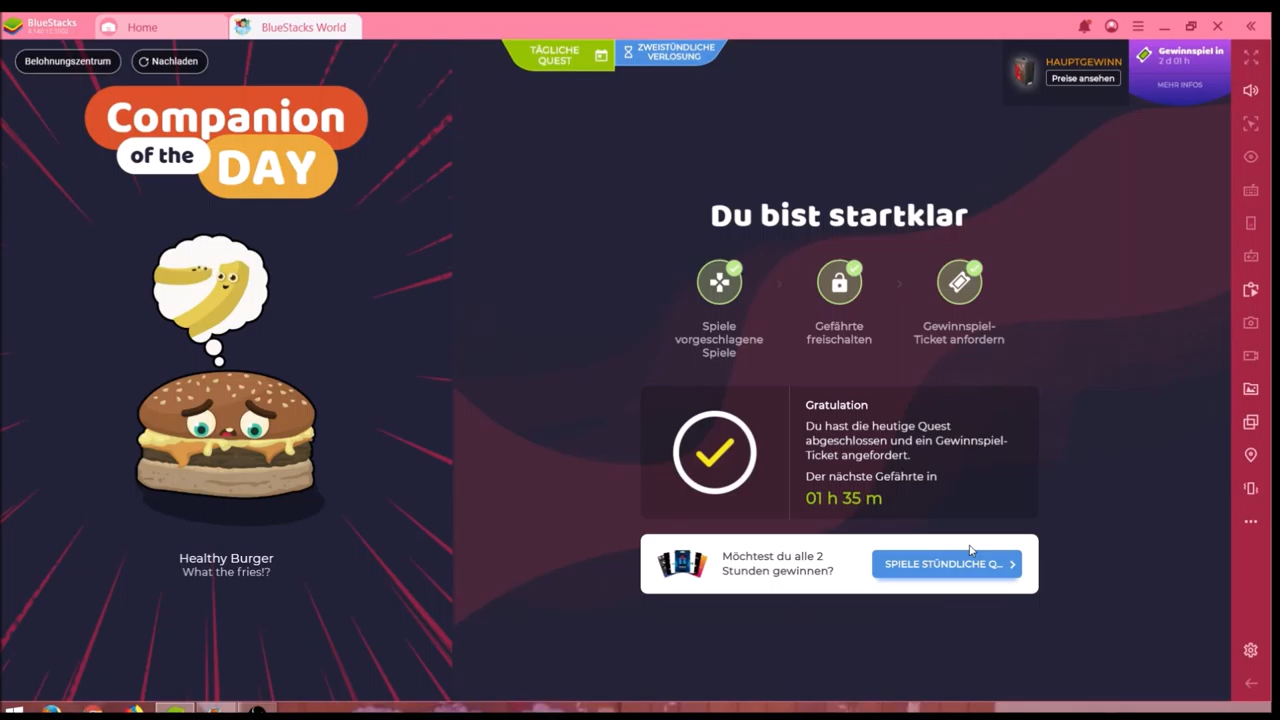 BlueStacks
Home
BlueStacks World
Belohnungszentrum
Nachladen
TÄGLICHE
QUEST
ZWEISTÜNDLICHE
VERLOSUNG
HAUPTGEWINN
Preise ansehen
Gewinnspiel in
2 d 01 h
MEHR INFOS
Companion
of the
DAY
Du bist startklar
Spiele
vorgeschlagene
Spiele
Gefährte
freischalten
Gewinnspiel-
Ticket anfordern
Gratulation
Du hast die heutige Quest
abgeschlossen und ein Gewinnspiel-
Ticket angefordert.
Der nächste Gefährte in
01 h 35 m
Möchtest du alle 2
Stunden gewinnen?
SPIELE STÜNDLICHE Q...
Healthy Burger
What the fries!?